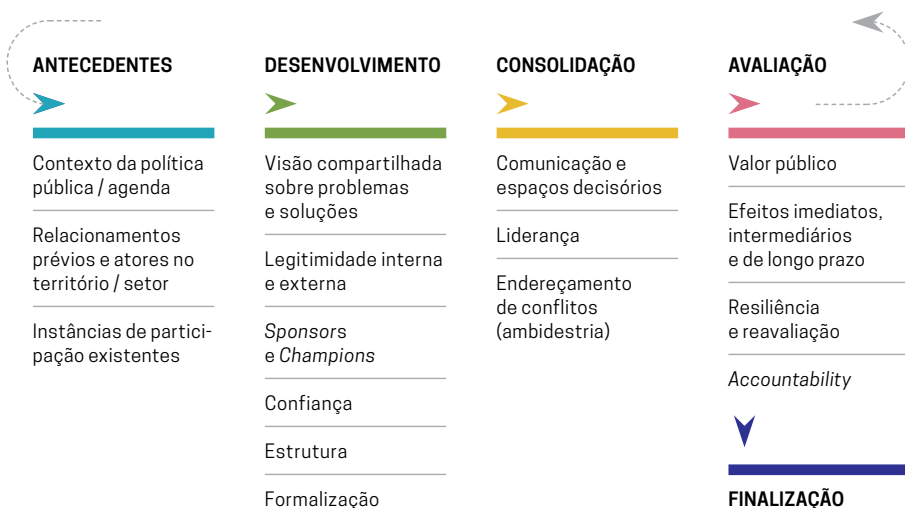 ANTECEDENTES
Contexto da política
pública / agenda
Relacionamentos
prévios e atores no
território / setor
Instâncias de partici-
pação existentes
DESENVOLVIMENTO
Visão compartilhada
sobre problemas
e soluções
Legitimidade interna
e externa
Sponsors
e Champions
Confiança
Estrutura
Formalização
CONSOLIDAÇÃO
Comunicação e
espaços decisórios
Liderança
Endereçamento
de conflitos
(ambidestria)
AVALIAÇÃO
Valor público
Efeitos imediatos,
intermediários
e de longo prazo
Resiliência
e reavaliação
Accountability
FINALIZAÇÃO